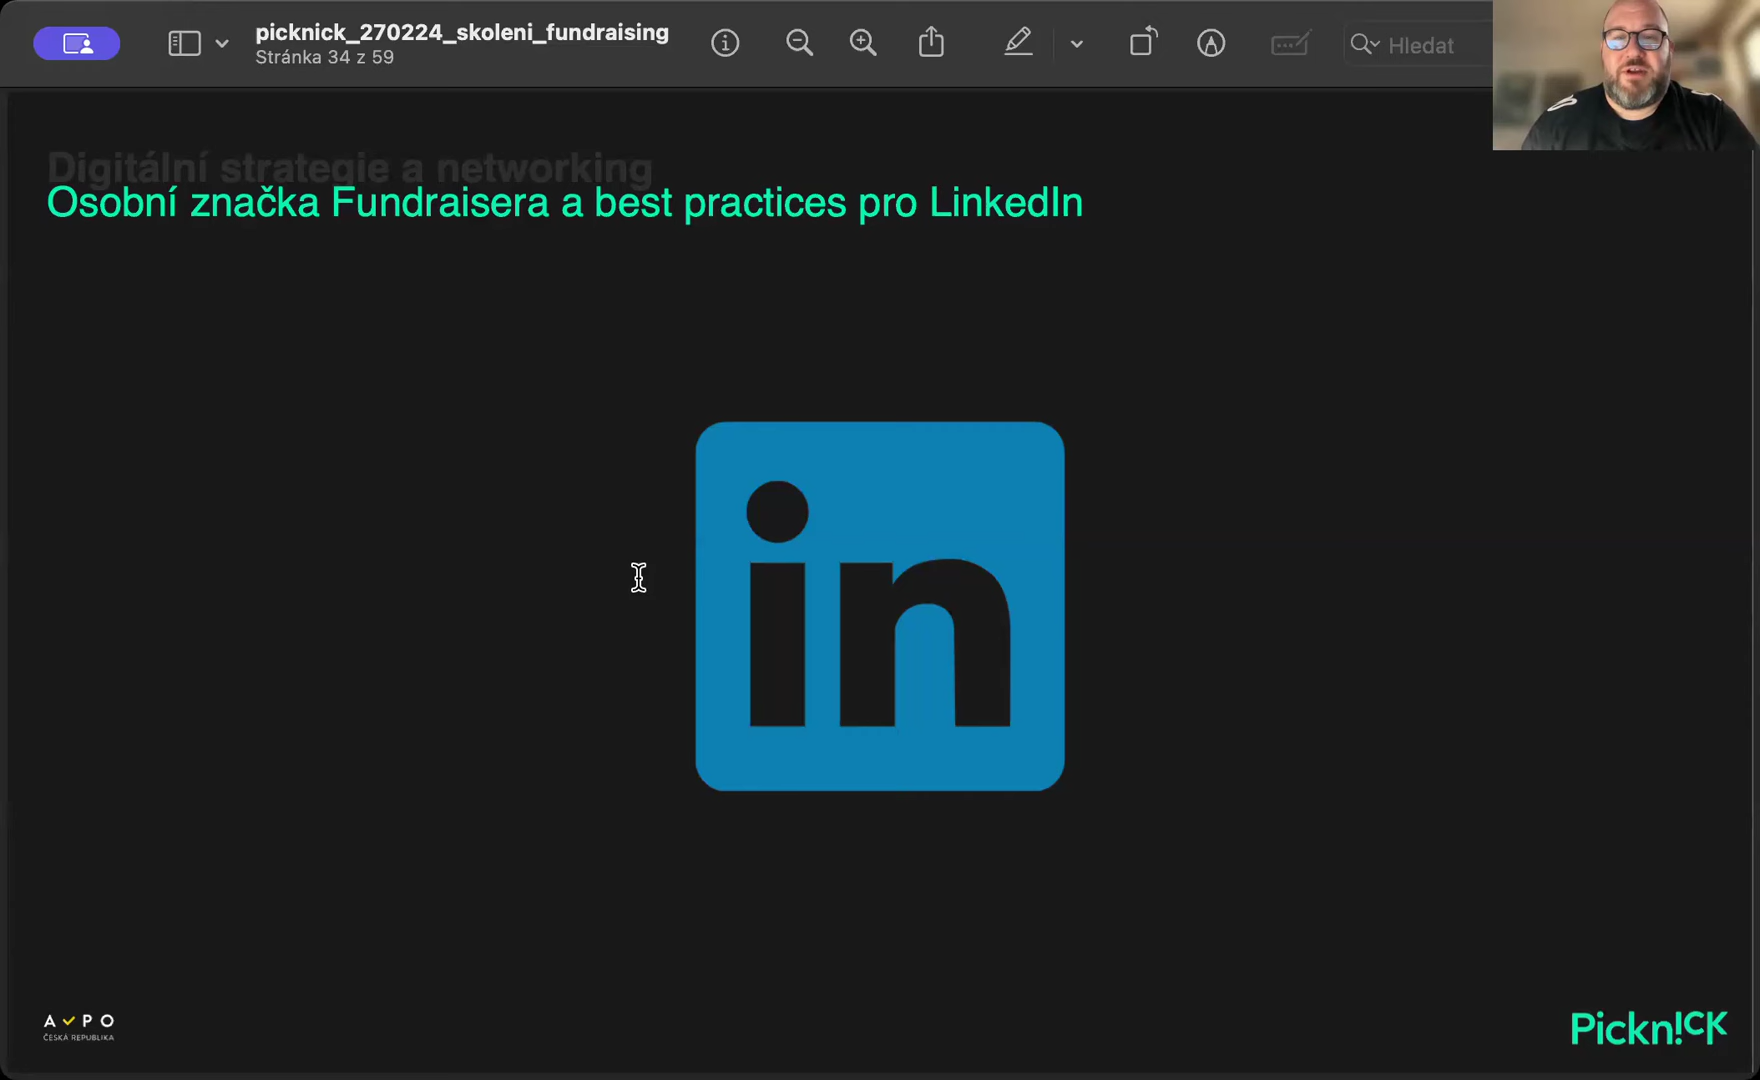 picknick_270224_skoleni_fundraising
Stránka 34 z 59
Hledat
Digitální strategie a networking
Osobní značka Fundraisera a best practices pro LinkedIn
in
AVPO
ČESKÁ REPUBLIKA
Pickn!CK